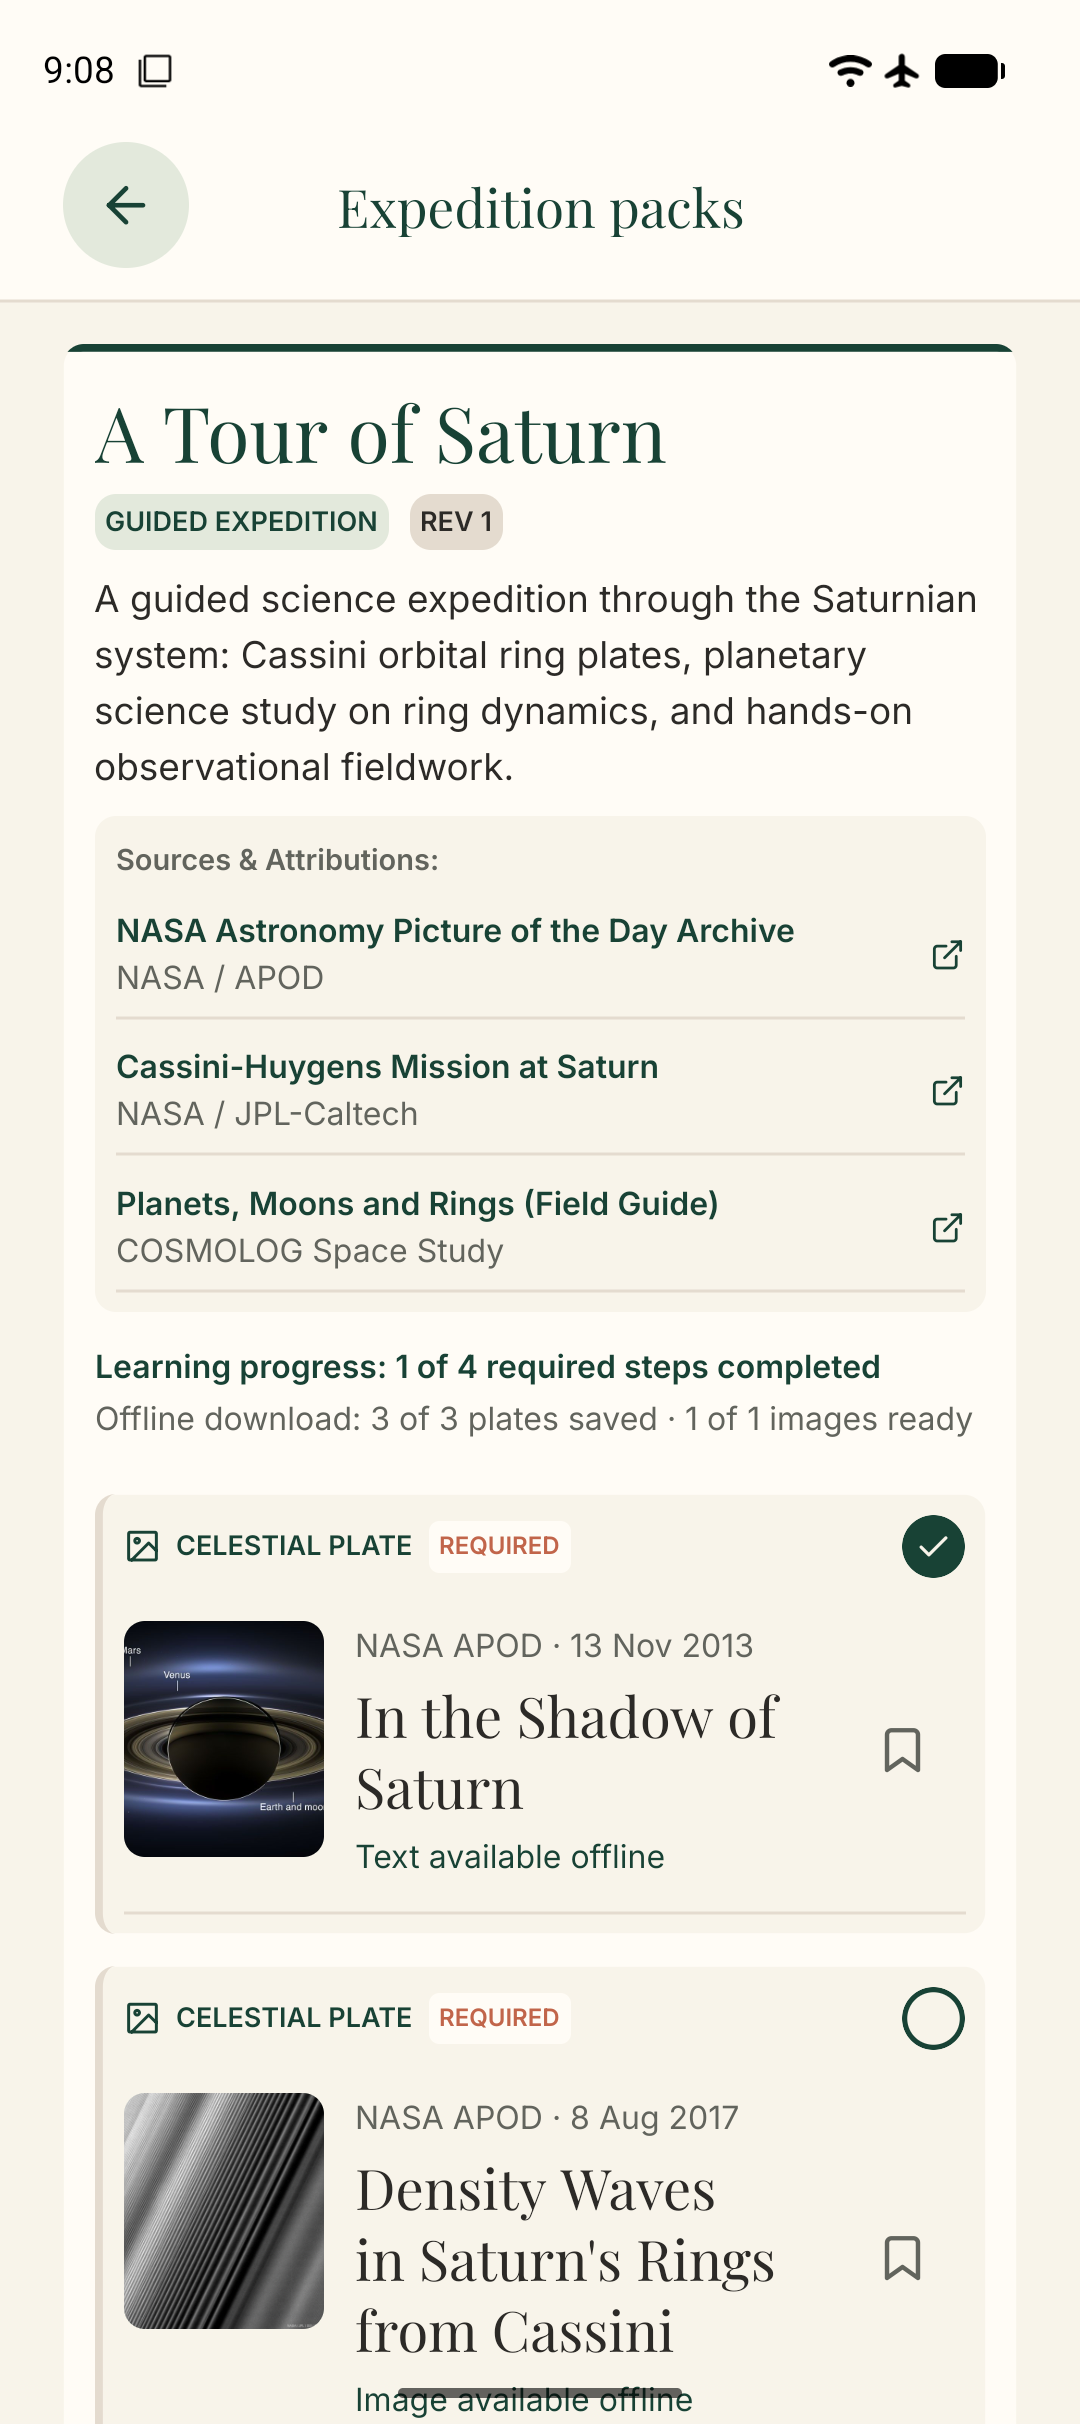 9:08
Expedition packs
A Tour of Saturn
GUIDED EXPEDITION REV 1
A guided science expedition through the Saturnian
system: Cassini orbital ring plates, planetary
science study on ring dynamics, and hands-on
observational fieldwork.
Sources & Attributions:
NASA Astronomy Picture of the Day Archive
NASA / APOD
Cassini-Huygens Mission at Saturn
NASA / JPL-Caltech
Planets, Moons and Rings (Field Guide)
COSMOLOG Space Study
Learning progress: 1 of 4 required steps completed
Offline download: 3 of 3 plates saved · 1 of 1 images ready
CELESTIAL PLATE REQUIRED
Mars
Venus
Earth and moo
NASA APOD · 13 Nov 2013
In the Shadow of
Saturn
Text available offline
CELESTIAL PLATE REQUIRED
NASA APOD · 8 Aug 2017
Density Waves
in Saturn's Rings
from Cassini
Image available offline